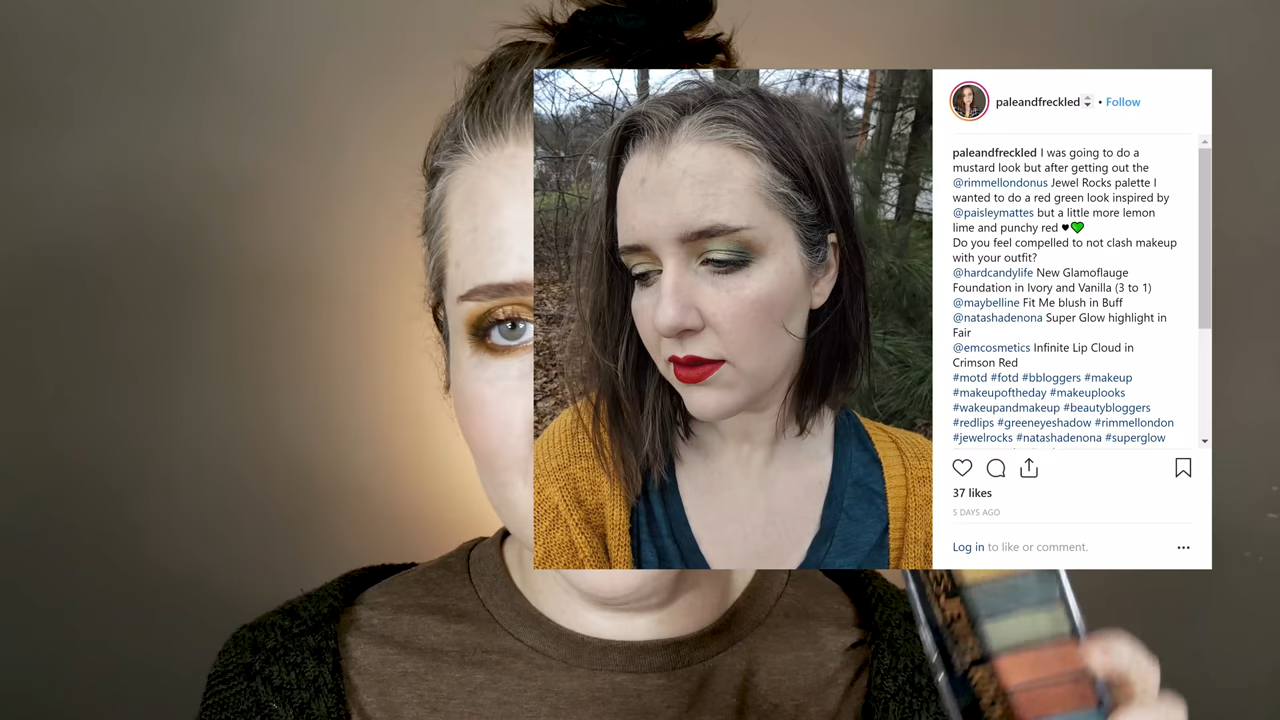 paleandfreckled • Follow
paleandfreckled I was going to do a
mustard look but after getting out the
@rimmellondonus Jewel Rocks palette I
wanted to do a red green look inspired by
@paisleymattes but a little more lemon
lime and punchy red ♥💚
Do you feel compelled to not clash makeup
with your outfit?
@hardcandylife New Glamoflauge
Foundation in Ivory and Vanilla (3 to 1)
@maybelline Fit Me blush in Buff
@natashadenona Super Glow highlight in
Fair
@emcosmetics Infinite Lip Cloud in
Crimson Red
#motd #fotd #bbloggers #makeup
#makeupoftheday #makeuplooks
#wakeupandmakeup #beautybloggers
#redlips #greeneyeshadow #rimmellondon
#jewelrocks #natashadenona #superglow
37 likes
5 DAYS AGO
Log in to like or comment.